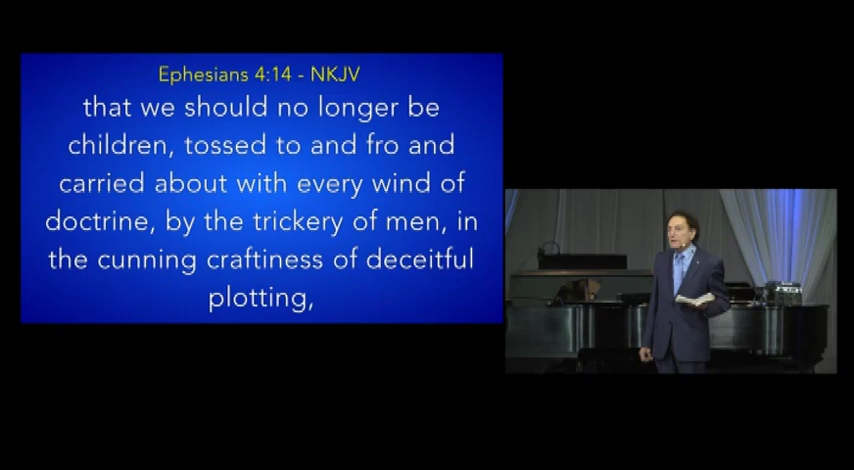 Ephesians 4:14 - NKJV
that we should no longer be
children, tossed to and fro and
carried about with every wind of
doctrine, by the trickery of men, in
the cunning craftiness of deceitful
plotting,